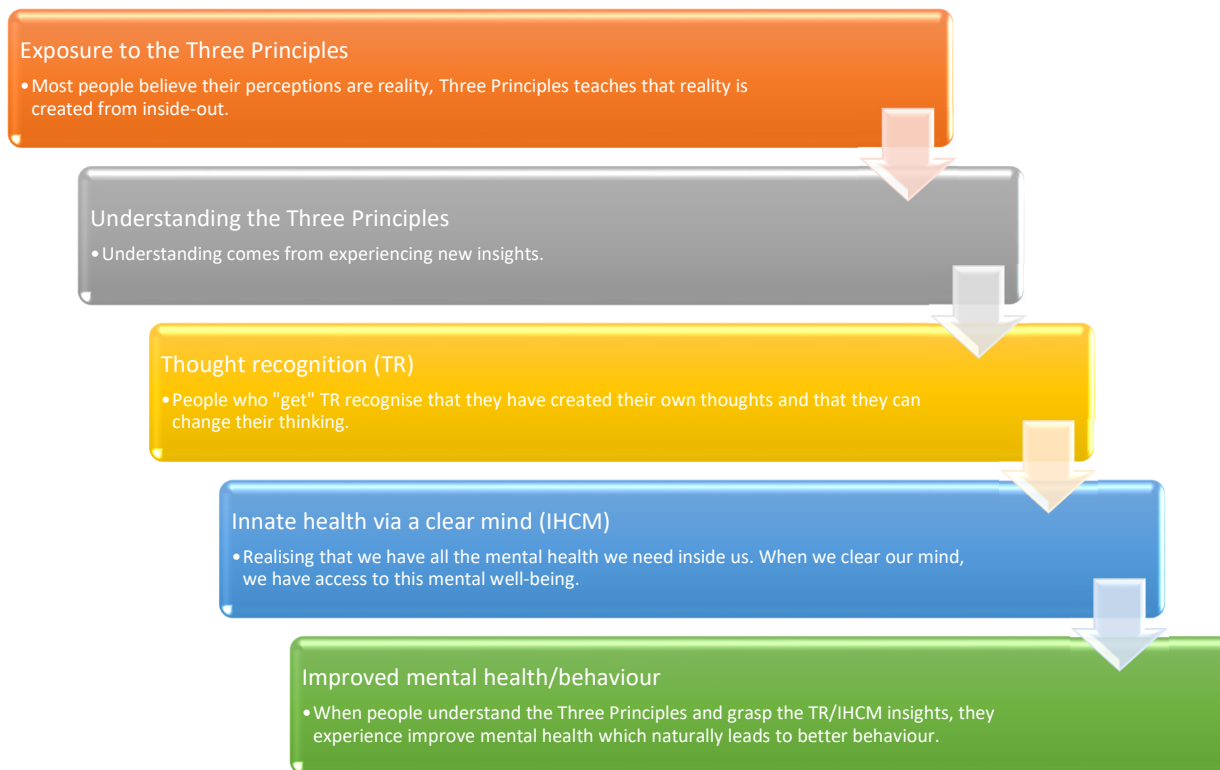 Exposure to the Three Principles
•Most people believe their perceptions are reality, Three Principles teaches that reality is
created from inside-out.
Understanding the Three Principles
•Understanding comes from experiencing new insights.
Thought recognition (TR)
•People who "get" TR recognise that they have created their own thoughts and that they can
change their thinking.
Innate health via a clear mind (IHCM)
•Realising that we have all the mental health we need inside us. When we clear our mind,
we have access to this mental well-being.
Improved mental health/behaviour
•When people understand the Three Principles and grasp the TR/IHCM insights, they
experience improve mental health which naturally leads to better behaviour.